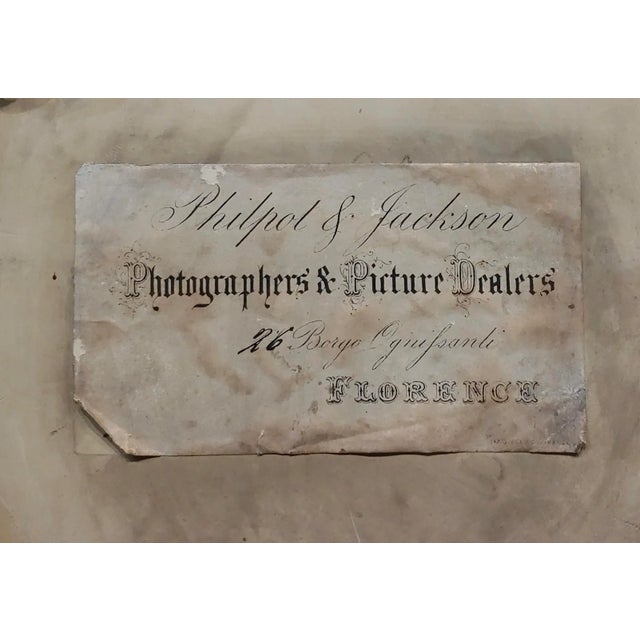 Philpot & Jackson
Photographers & Picture Dealers
26 Borgo Ogniſsanti
FLORENCE